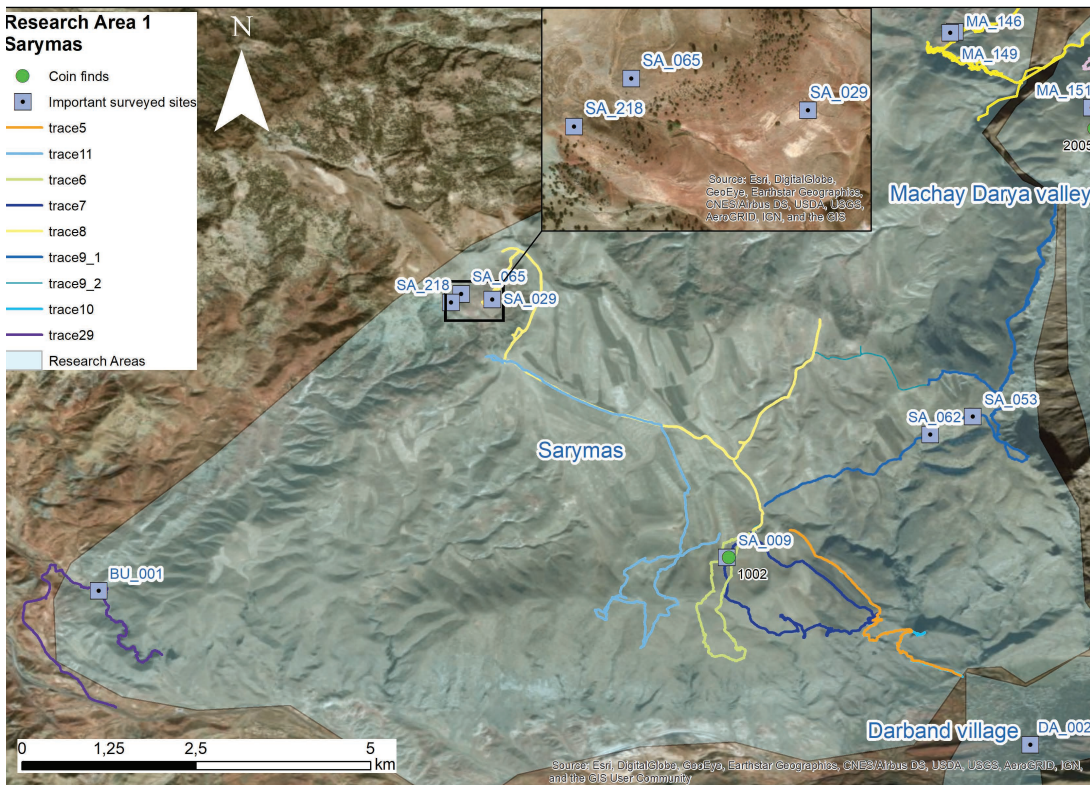 Research Area 1
Sarymas
Coin finds
Important surveyed sites
trace5
trace11
trace6
trace7
trace8
trace9_1
trace9_2
trace10
trace29
Research Areas
N
SA_065
SA_029
SA_218
Source: Esri, DigitalGlobe,
GeoEye, Earthstar Geographics,
CNES/Airbus DS, USDA, USGS,
AeroGRID, IGN, and the GIS
MA_146
MA_149
MA_151
2005
Machay Darya valley
SA_218
SA_065
SA_029
SA_053
SA_062
Sarymas
SA_009
1002
BU_001
Darband village
DA_002
0 1,25 2,5 5
km
Source: Esri, DigitalGlobe, GeoEye, Earthstar Geographics, CNES/Airbus DS, USDA, USGS, AeroGRID, IGN,
and the GIS User Community